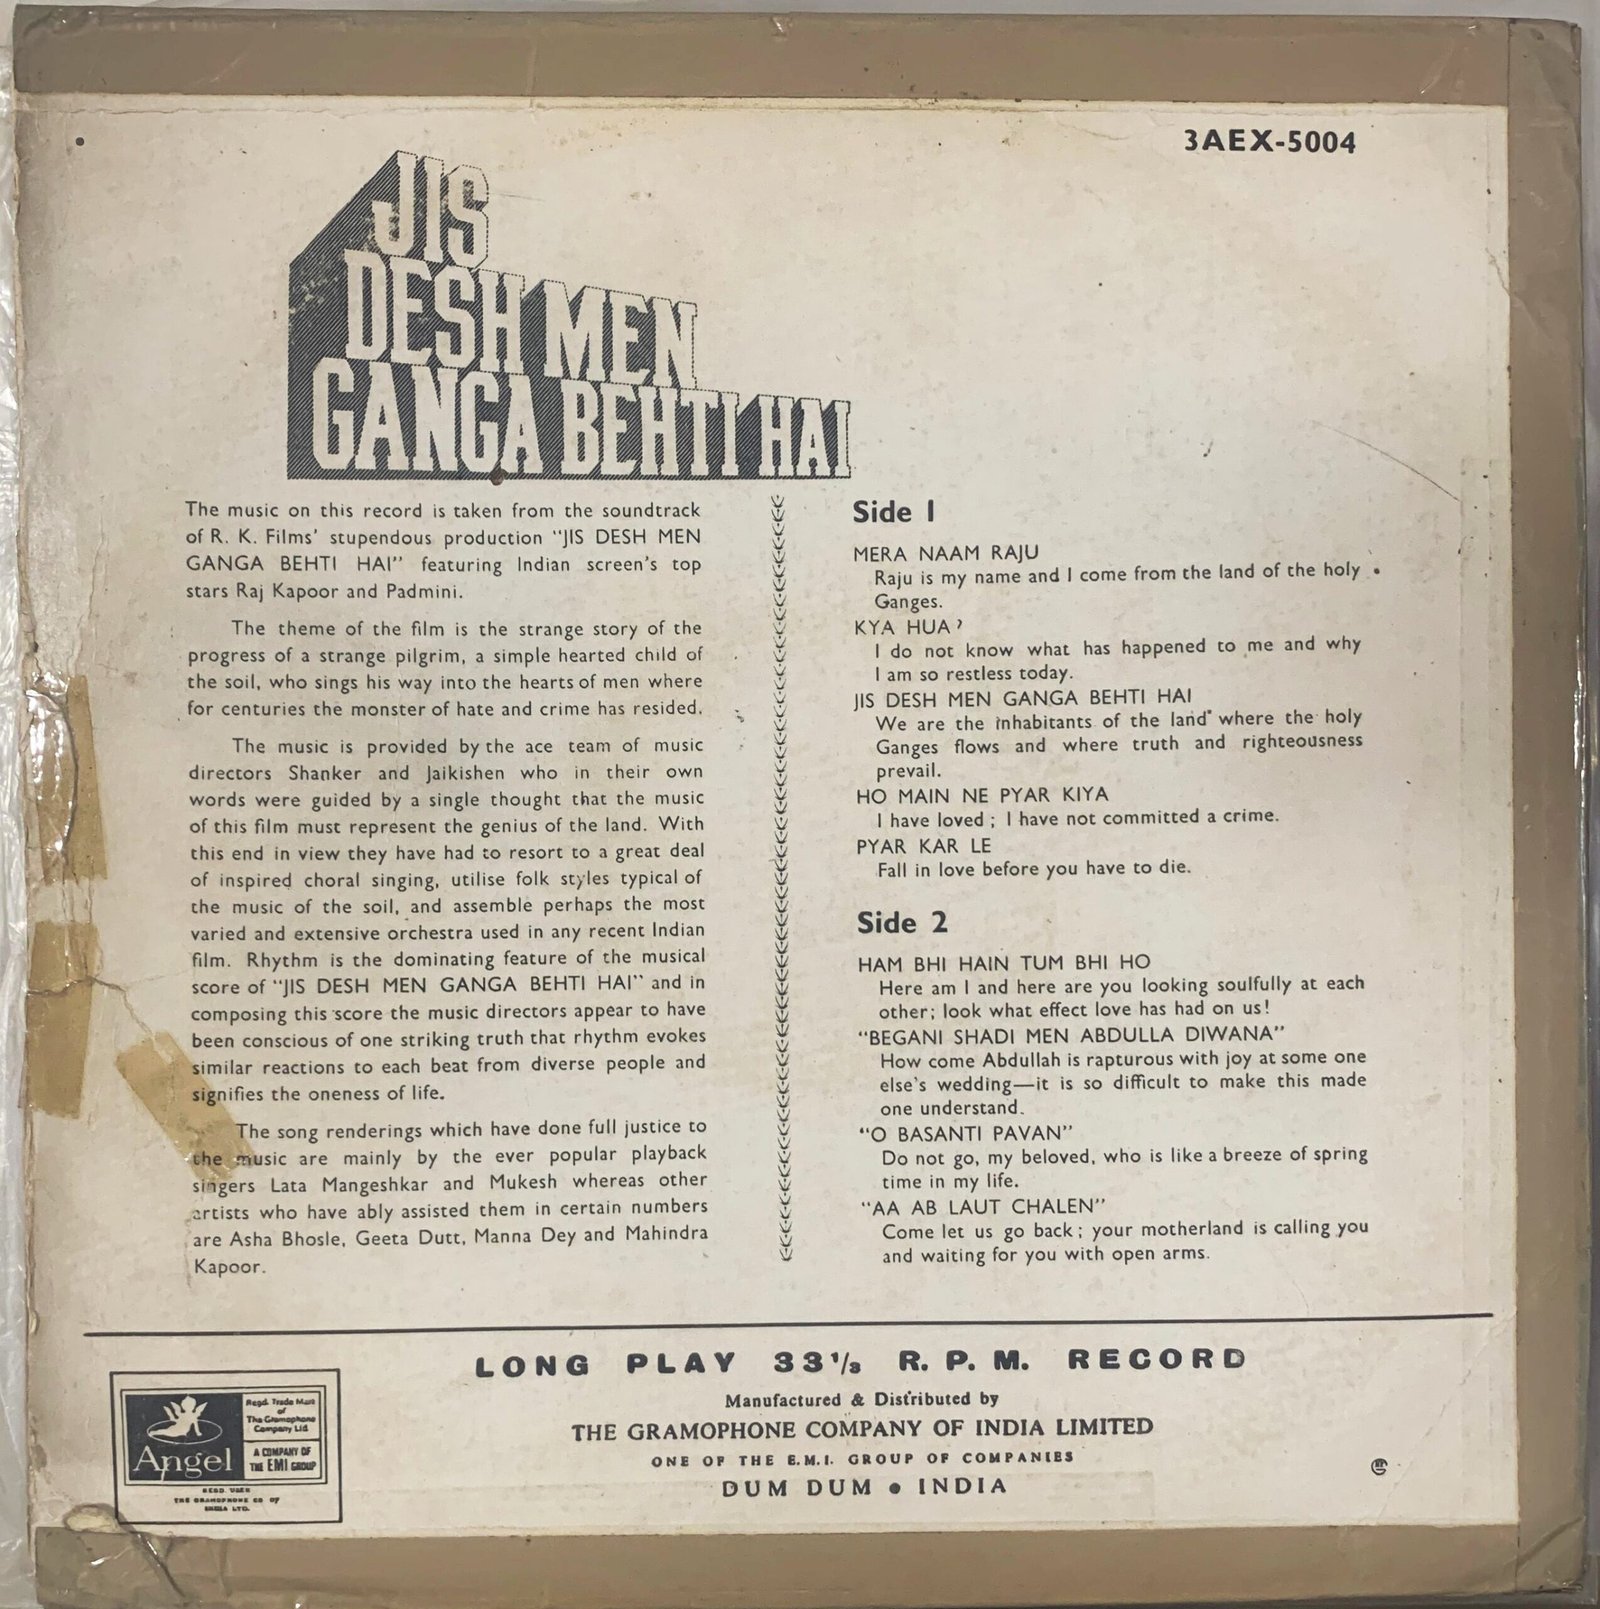 3AEX-5004
JIS
DESH MEN
GANGA BEHTI HAI
The music on this record is taken from the soundtrack
of R. K. Films' stupendous production "JIS DESH MEN
GANGA BEHTI HAI" featuring Indian screen's top
stars Raj Kapoor and Padmini.
The theme of the film is the strange story of the
progress of a strange pilgrim, a simple hearted child of
the soil, who sings his way into the hearts of men where
for centuries the monster of hate and crime has resided.
The music is provided by the ace team of music
directors Shanker and Jaikishen who in their own
words were guided by a single thought that the music
of this film must represent the genius of the land. With
this end in view they have had to resort to a great deal
of inspired choral singing, utilise folk styles typical of
the music of the soil, and assemble perhaps the most
varied and extensive orchestra used in any recent Indian
film. Rhythm is the dominating feature of the musical
score of "JIS DESH MEN GANGA BEHTI HAI" and in
composing this score the music directors appear to have
been conscious of one striking truth that rhythm evokes
similar reactions to each beat from diverse people and
signifies the oneness of life.
The song renderings which have done full justice to
the music are mainly by the ever popular playback
singers Lata Mangeshkar and Mukesh whereas other
artists who have ably assisted them in certain numbers
are Asha Bhosle, Geeta Dutt, Manna Dey and Mahindra
Kapoor.
Side 1
MERA NAAM RAJU
Raju is my name and I come from the land of the holy
Ganges.
KYA HUA?
I do not know what has happened to me and why
I am so restless today.
JIS DESH MEN GANGA BEHTI HAI
We are the inhabitants of the land where the holy
Ganges flows and where truth and righteousness
prevail.
HO MAIN NE PYAR KIYA
I have loved; I have not committed a crime.
PYAR KAR LE
Fall in love before you have to die.
Side 2
HAM BHI HAIN TUM BHI HO
Here am I and here are you looking soulfully at each
other; look what effect love has had on us!
"BEGANI SHADI MEN ABDULLA DIWANA"
How come Abdullah is rapturous with joy at some one
else's wedding—it is so difficult to make this made
one understand.
"O BASANTI PAVAN"
Do not go, my beloved, who is like a breeze of spring
time in my life.
"AA AB LAUT CHALEN"
Come let us go back; your motherland is calling you
and waiting for you with open arms.
LONG PLAY 33⅓ R. P. M. RECORD
Manufactured & Distributed by
THE GRAMOPHONE COMPANY OF INDIA LIMITED
ONE OF THE E.M.I. GROUP OF COMPANIES
DUM DUM ● INDIA
Angel
Regd. Trade Mark
of
The Gramophone
Company Ltd
A COMPANY OF
THE EMI GROUP
REGD. USER
THE GRAMOPHONE CO OF
INDIA LTD.